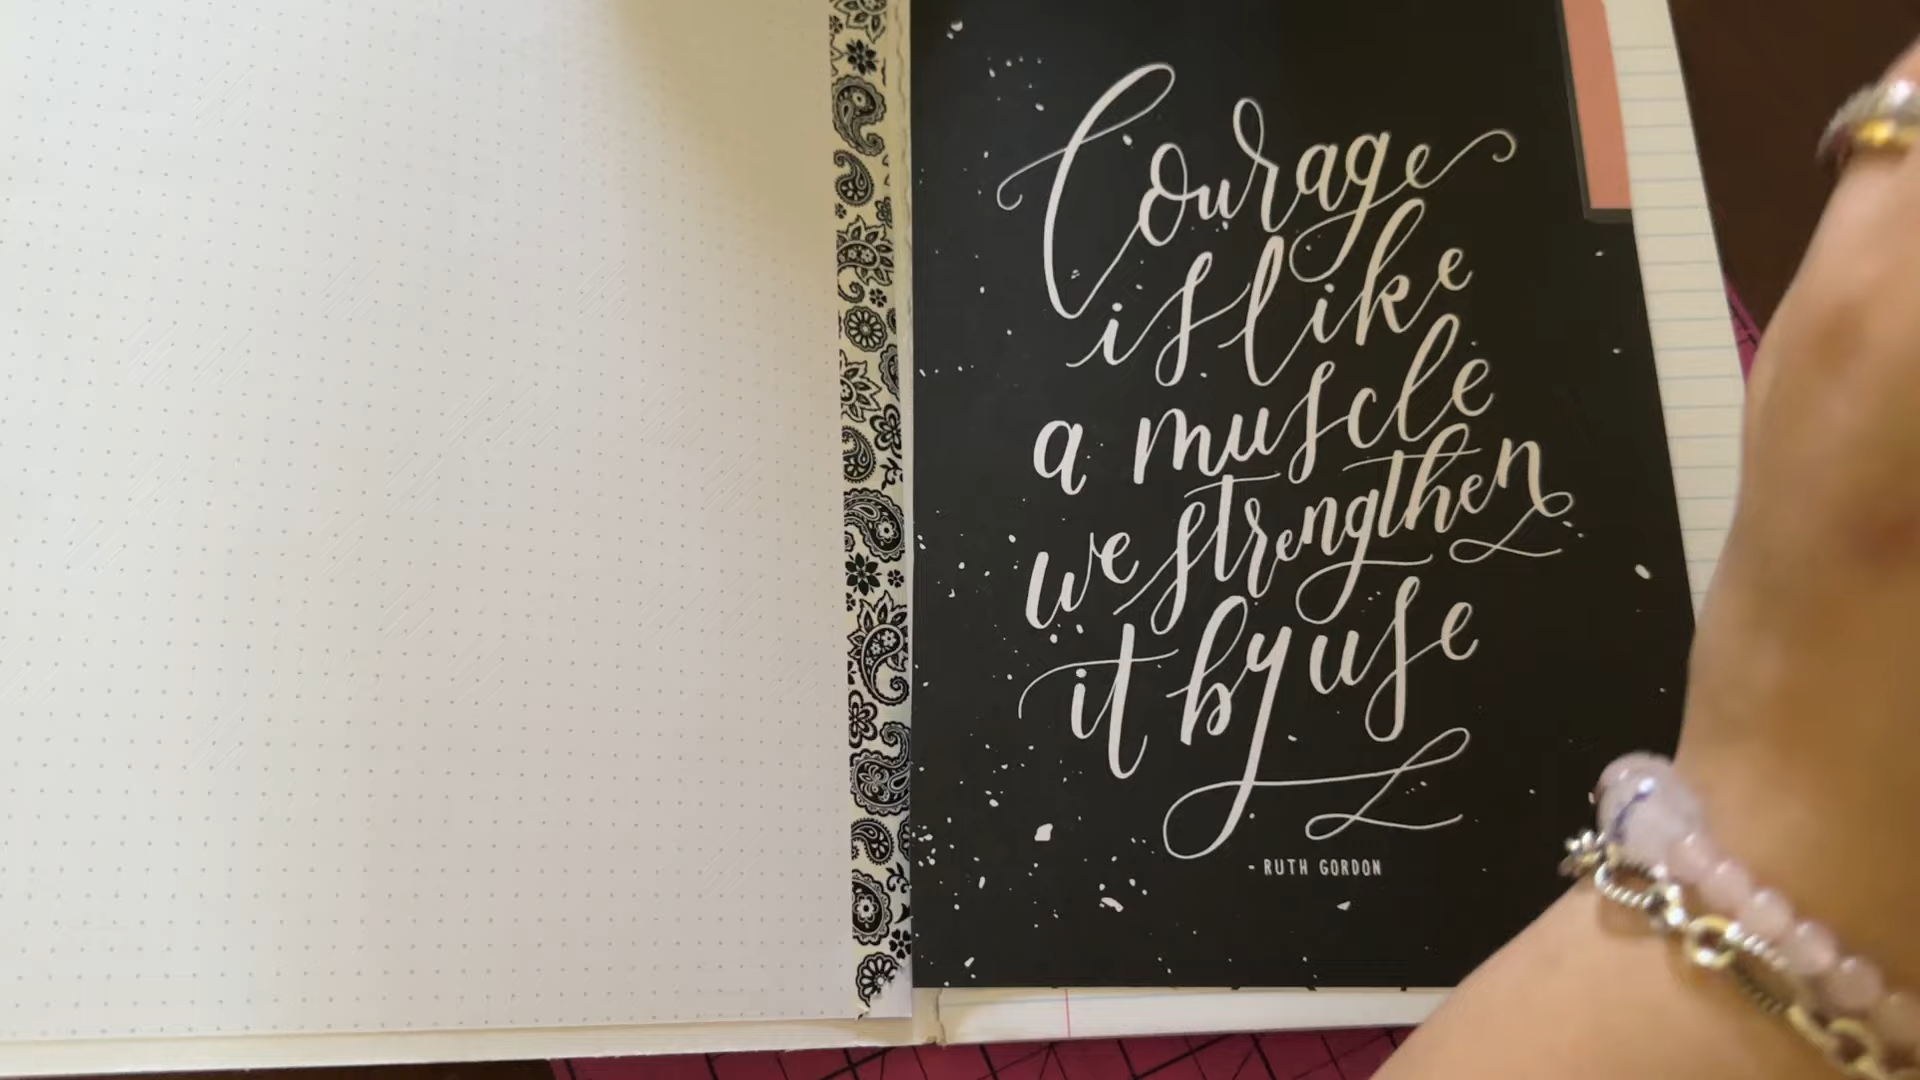 Courage
is like
a muscle
we strengthen
it by use
- RUTH GORDON